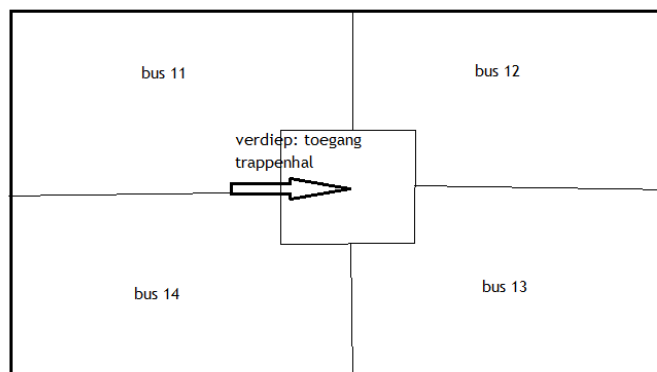 bus 11
bus 12
verdiep: toegang
trappenhal
bus 14
bus 13